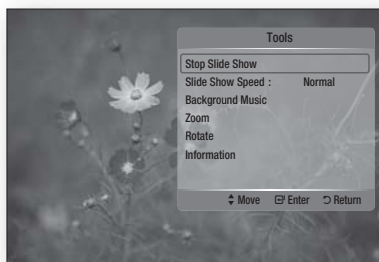 Tools
Stop Slide Show
Slide Show Speed : Normal
Background Music
Zoom
Rotate
Information
Move Enter Return